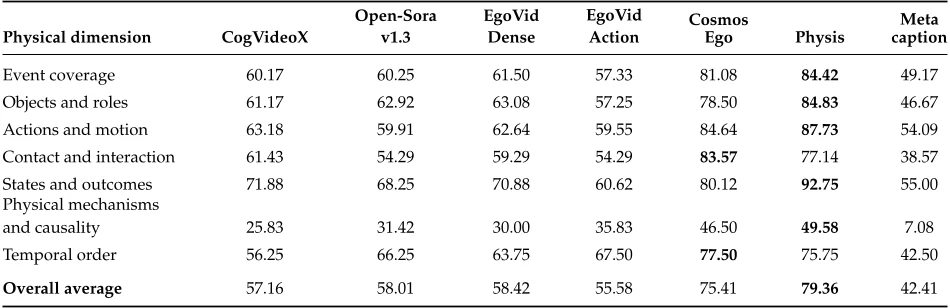 Physical dimension CogVideoX Open-Sora v1.3 EgoVid Dense EgoVid Action Cosmos Ego Physis Meta caption
Event coverage 60.17 60.25 61.50 57.33 81.08 84.42 49.17
Objects and roles 61.17 62.92 63.08 57.25 78.50 84.83 46.67
Actions and motion 63.18 59.91 62.64 59.55 84.64 87.73 54.09
Contact and interaction 61.43 54.29 59.29 54.29 83.57 77.14 38.57
States and outcomes 71.88 68.25 70.88 60.62 80.12 92.75 55.00
Physical mechanisms
and causality 25.83 31.42 30.00 35.83 46.50 49.58 7.08
Temporal order 56.25 66.25 63.75 67.50 77.50 75.75 42.50
Overall average 57.16 58.01 58.42 55.58 75.41 79.36 42.41